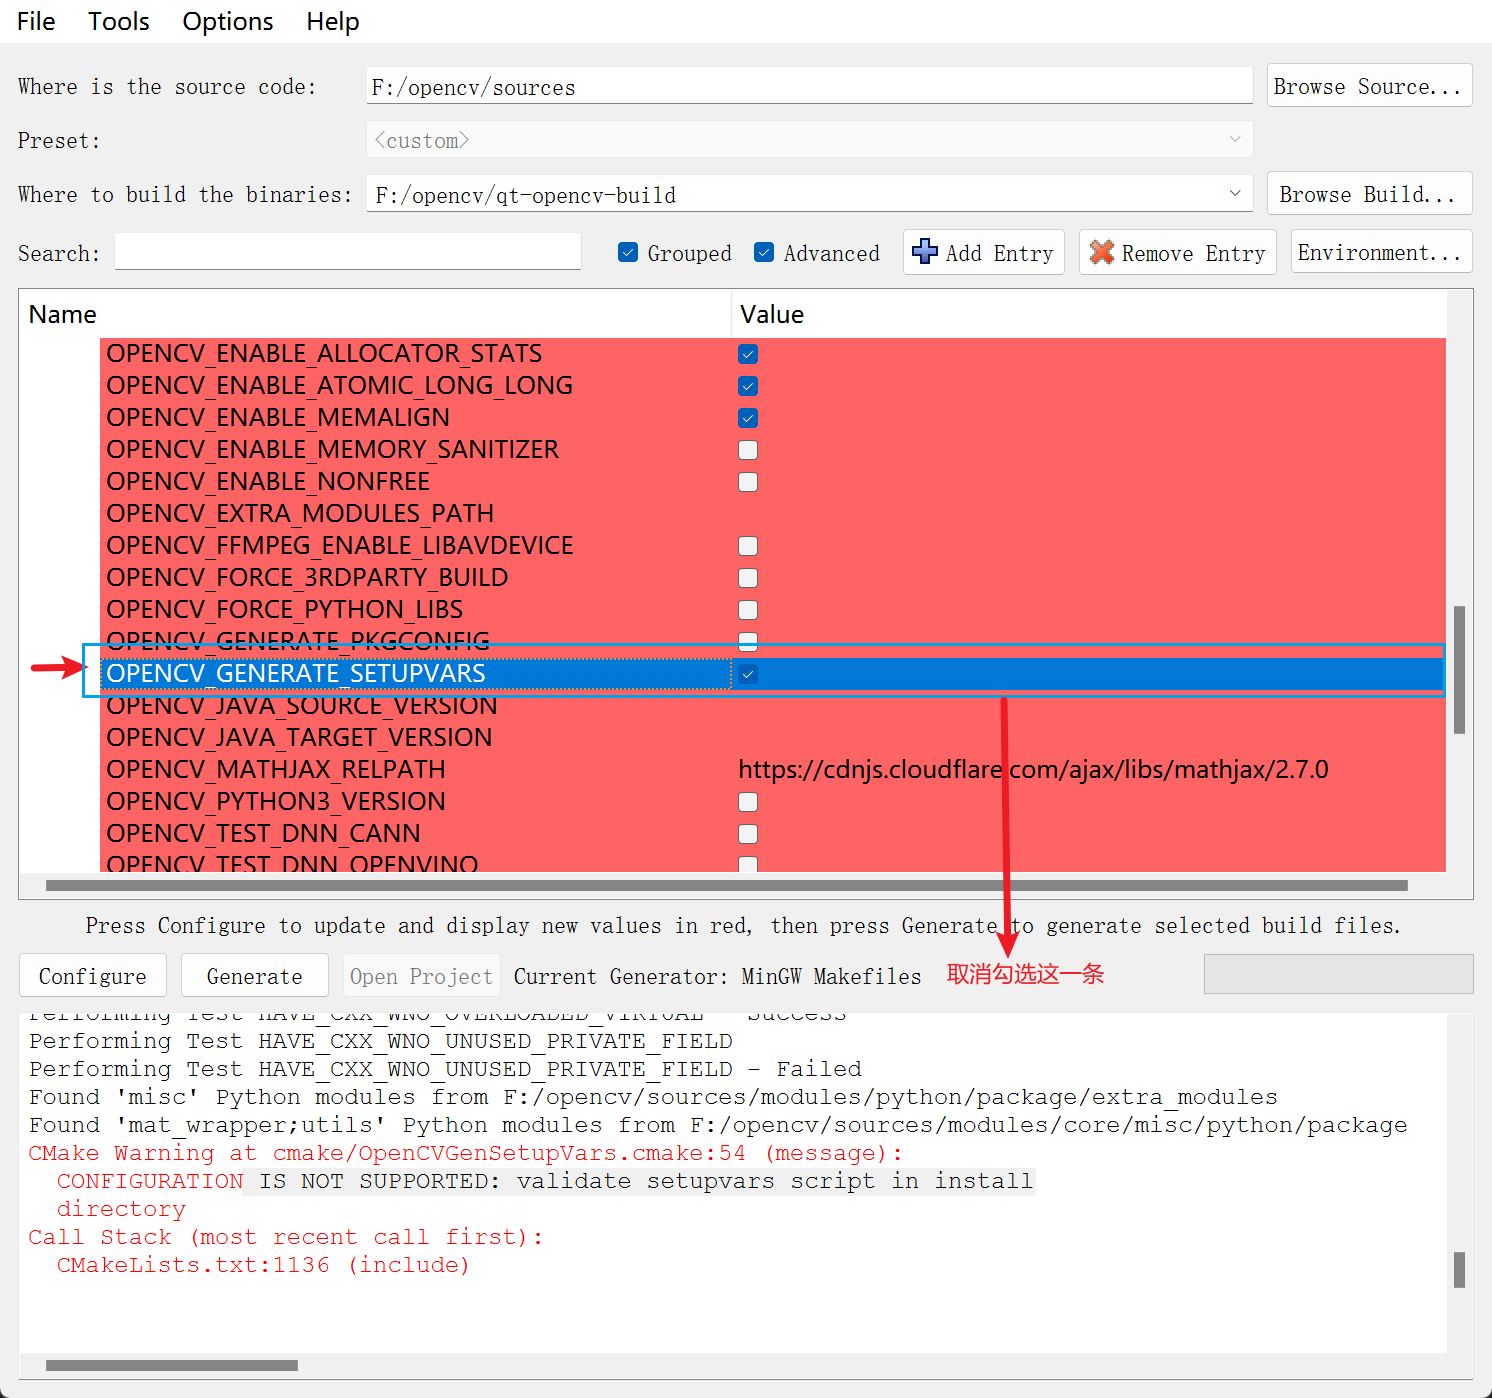 File Tools Options Help
Where is the source code: F:/opencv/sources Browse Source...
Preset: <custom>
Where to build the binaries: F:/opencv/qt-opencv-build Browse Build...
Search: Grouped Advanced Add Entry Remove Entry Environment...
Name Value
OPENCV_ENABLE_ALLOCATOR_STATS
OPENCV_ENABLE_ATOMIC_LONG_LONG
OPENCV_ENABLE_MEMALIGN
OPENCV_ENABLE_MEMORY_SANITIZER
OPENCV_ENABLE_NONFREE
OPENCV_EXTRA_MODULES_PATH
OPENCV_FFMPEG_ENABLE_LIBAVDEVICE
OPENCV_FORCE_3RDPARTY_BUILD
OPENCV_FORCE_PYTHON_LIBS
OPENCV_GENERATE_PKGCONFIG
OPENCV_GENERATE_SETUPVARS
OPENCV_JAVA_SOURCE_VERSION
OPENCV_JAVA_TARGET_VERSION
OPENCV_MATHJAX_RELPATH https://cdnjs.cloudflare.com/ajax/libs/mathjax/2.7.0
OPENCV_PYTHON3_VERSION
OPENCV_TEST_DNN_CANN
OPENCV_TEST_DNN_OPENVINO
Press Configure to update and display new values in red, then press Generate to generate selected build files.
Configure Generate Open Project Current Generator: MinGW Makefiles 取消勾选这一条
Performing Test HAVE_CXX_WNO_OVERLOADED_VIRTUAL - Success
Performing Test HAVE_CXX_WNO_UNUSED_PRIVATE_FIELD
Performing Test HAVE_CXX_WNO_UNUSED_PRIVATE_FIELD - Failed
Found 'misc' Python modules from F:/opencv/sources/modules/python/package/extra_modules
Found 'mat_wrapper;utils' Python modules from F:/opencv/sources/modules/core/misc/python/package
CMake Warning at cmake/OpenCVGenSetupVars.cmake:54 (message):
CONFIGURATION IS NOT SUPPORTED: validate setupvars script in install
directory
Call Stack (most recent call first):
CMakeLists.txt:1136 (include)